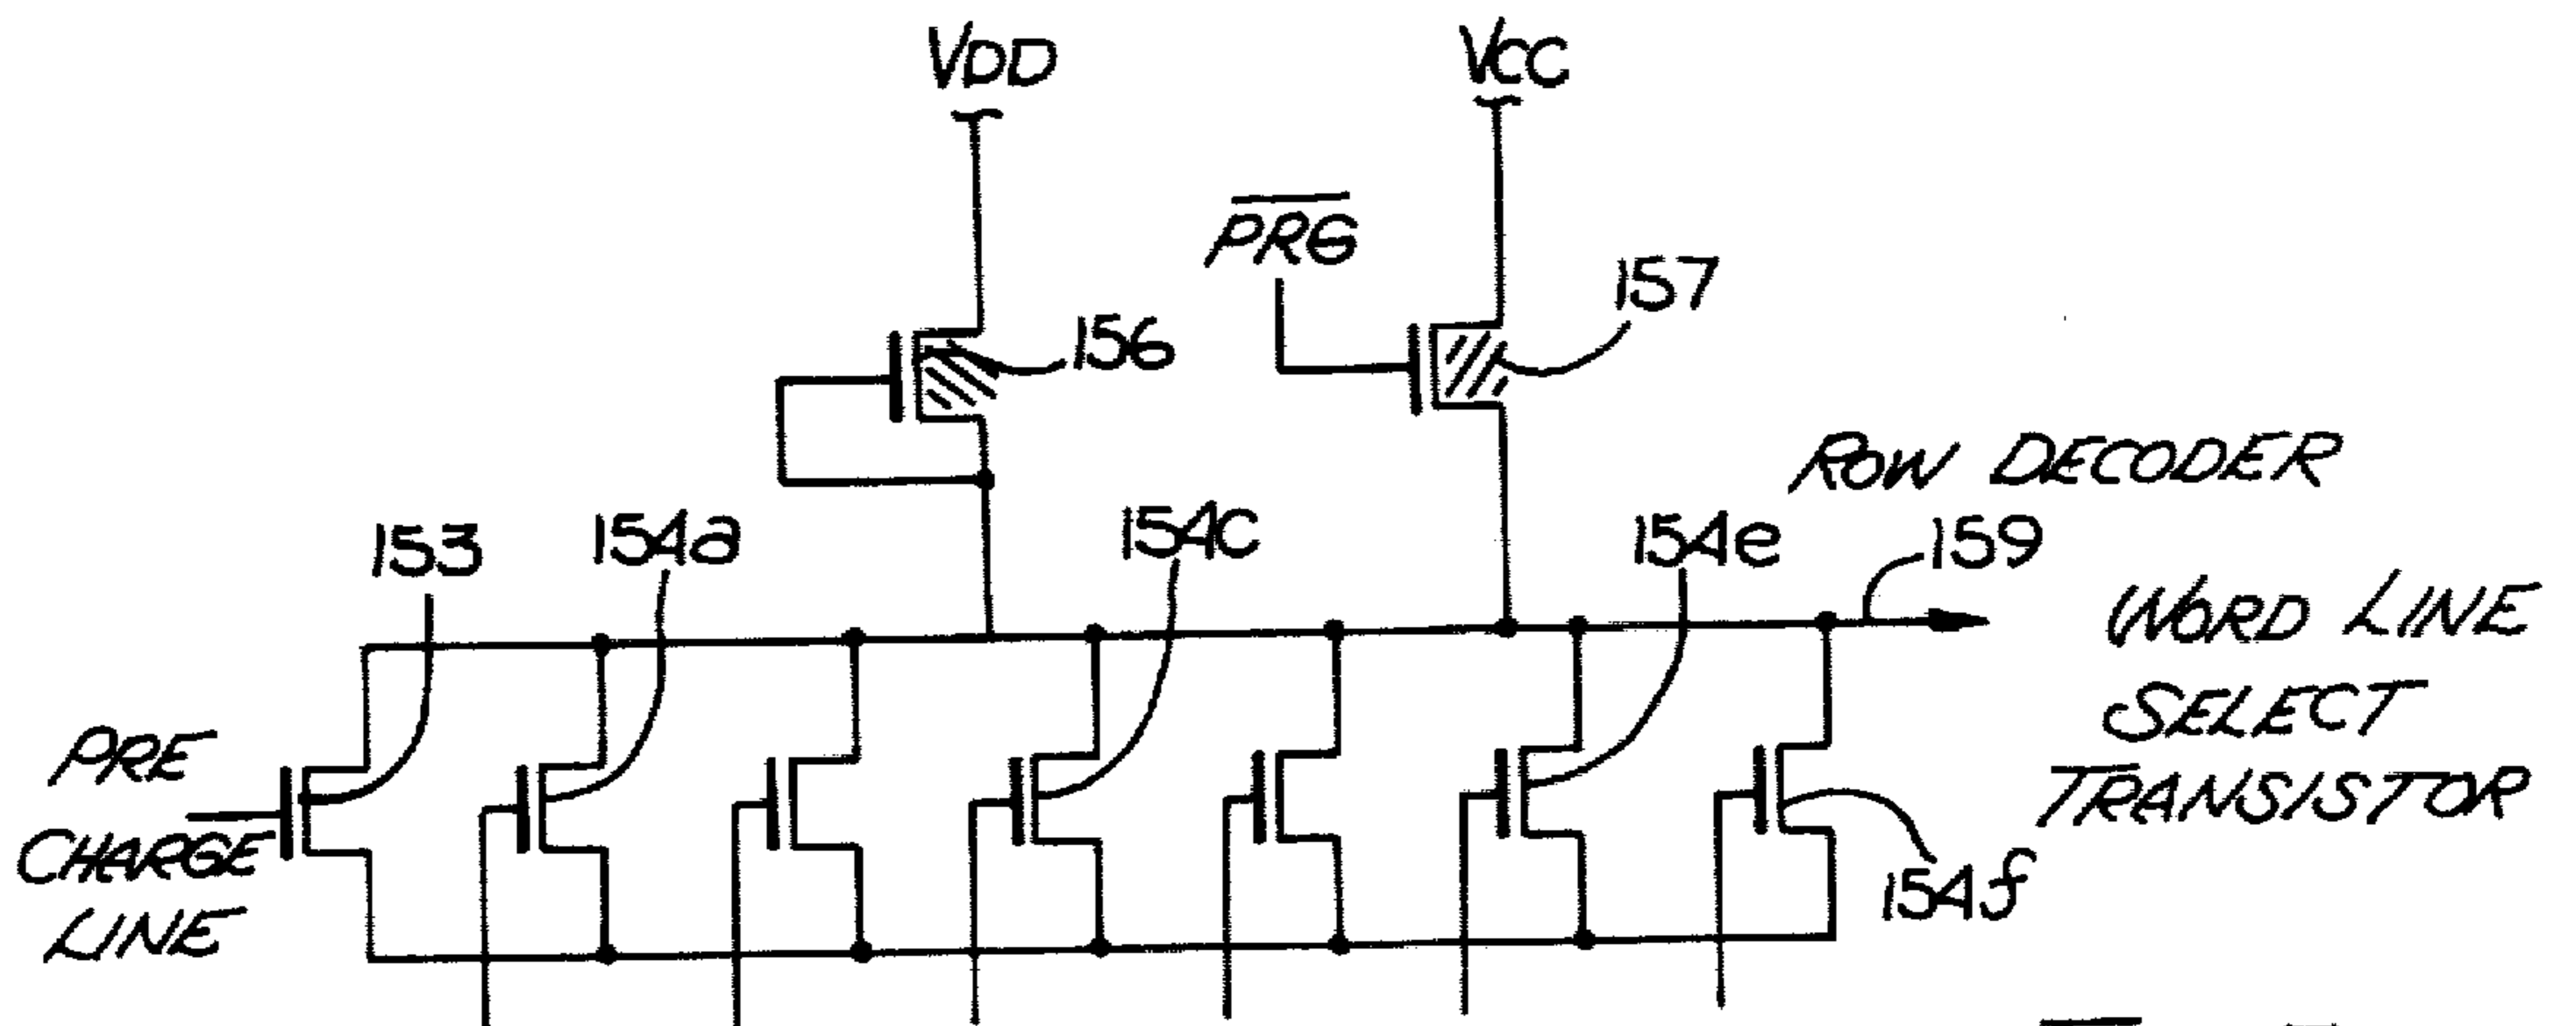 VDD
VCC
PRG
157
156
ROW DECODER
153
154a
154c
154e
159
WORD LINE
SELECT
TRANSISTOR
PRE
CHARGE
LINE
154f